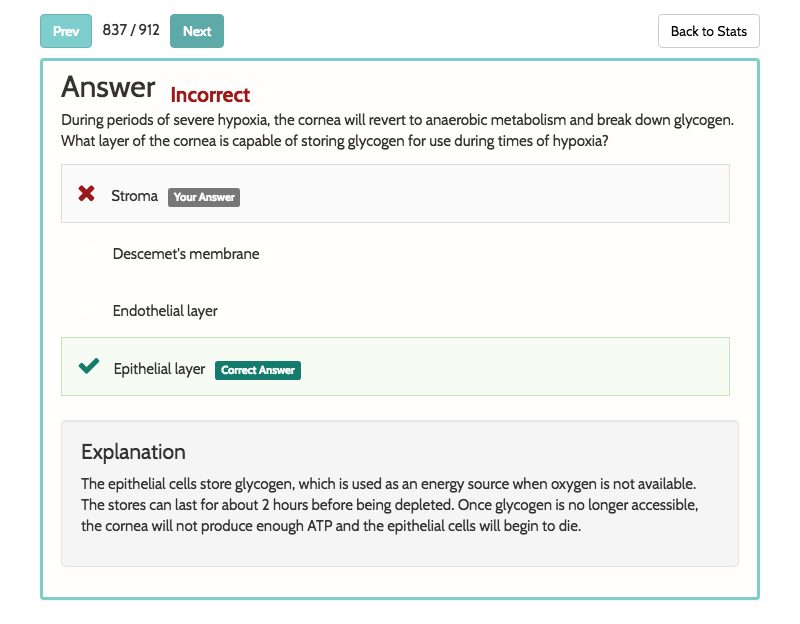 Prev 837 / 912 Next Back to Stats
Answer Incorrect
During periods of severe hypoxia, the cornea will revert to anaerobic metabolism and break down glycogen.
What layer of the cornea is capable of storing glycogen for use during times of hypoxia?
Stroma Your Answer
Descemet's membrane
Endothelial layer
Epithelial layer Correct Answer
Explanation
The epithelial cells store glycogen, which is used as an energy source when oxygen is not available.
The stores can last for about 2 hours before being depleted. Once glycogen is no longer accessible,
the cornea will not produce enough ATP and the epithelial cells will begin to die.